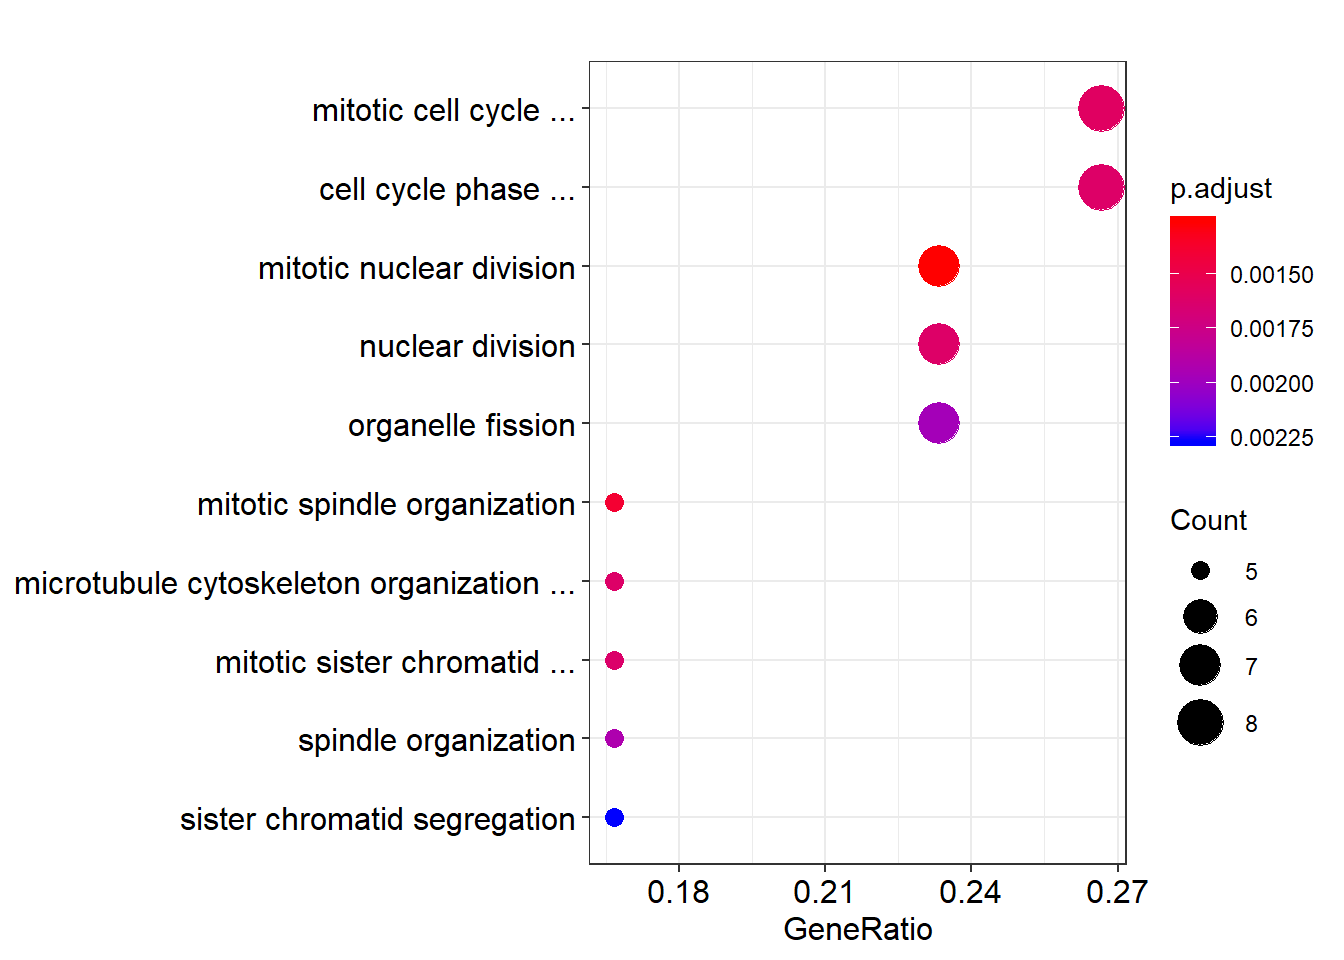 mitotic cell cycle ...
cell cycle phase ...
mitotic nuclear division
nuclear division
organelle fission
mitotic spindle organization
microtubule cytoskeleton organization ...
mitotic sister chromatid ...
spindle organization
sister chromatid segregation
0.18 0.21 0.24 0.27
GeneRatio
p.adjust
0.00150
0.00175
0.00200
0.00225
Count
5
6
7
8